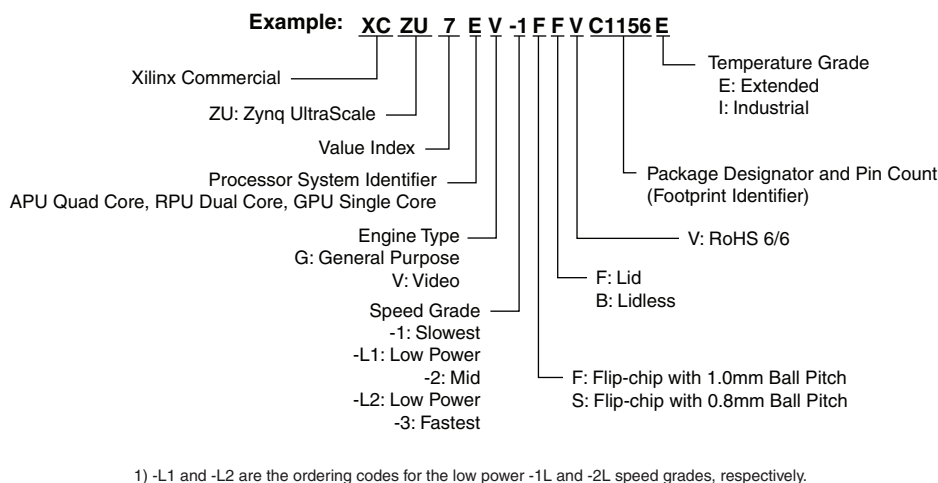 Example: XC ZU 7 E V -1 F F V C1156 E
Xilinx Commercial
ZU: Zynq UltraScale
Value Index
Processor System Identifier
APU Quad Core, RPU Dual Core, GPU Single Core
Engine Type
G: General Purpose
V: Video
Speed Grade
-1: Slowest
-L1: Low Power
-2: Mid
-L2: Low Power
-3: Fastest
Temperature Grade
E: Extended
I: Industrial
Package Designator and Pin Count
(Footprint Identifier)
V: RoHS 6/6
F: Lid
B: Lidless
F: Flip-chip with 1.0mm Ball Pitch
S: Flip-chip with 0.8mm Ball Pitch
1) -L1 and -L2 are the ordering codes for the low power -1L and -2L speed grades, respectively.